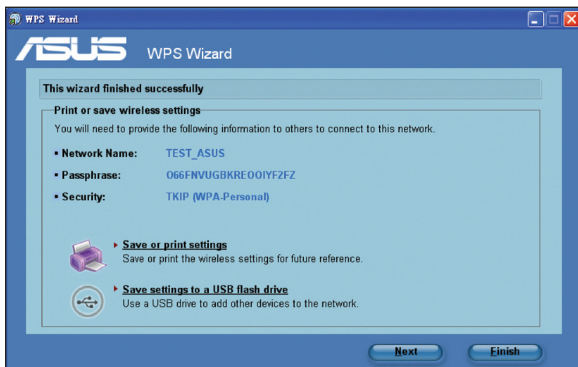 WPS Wizard
ASUS WPS Wizard
This wizard finished successfully
Print or save wireless settings
You will need to provide the following information to others to connect to this network.
Network Name: TEST_ASUS
Passphrase: O66FNVUGBKREOOIYF2FZ
Security: TKIP (WPA-Personal)
Save or print settings
Save or print the wireless settings for future reference.
Save settings to a USB flash drive
Use a USB drive to add other devices to the network.
Next Finish